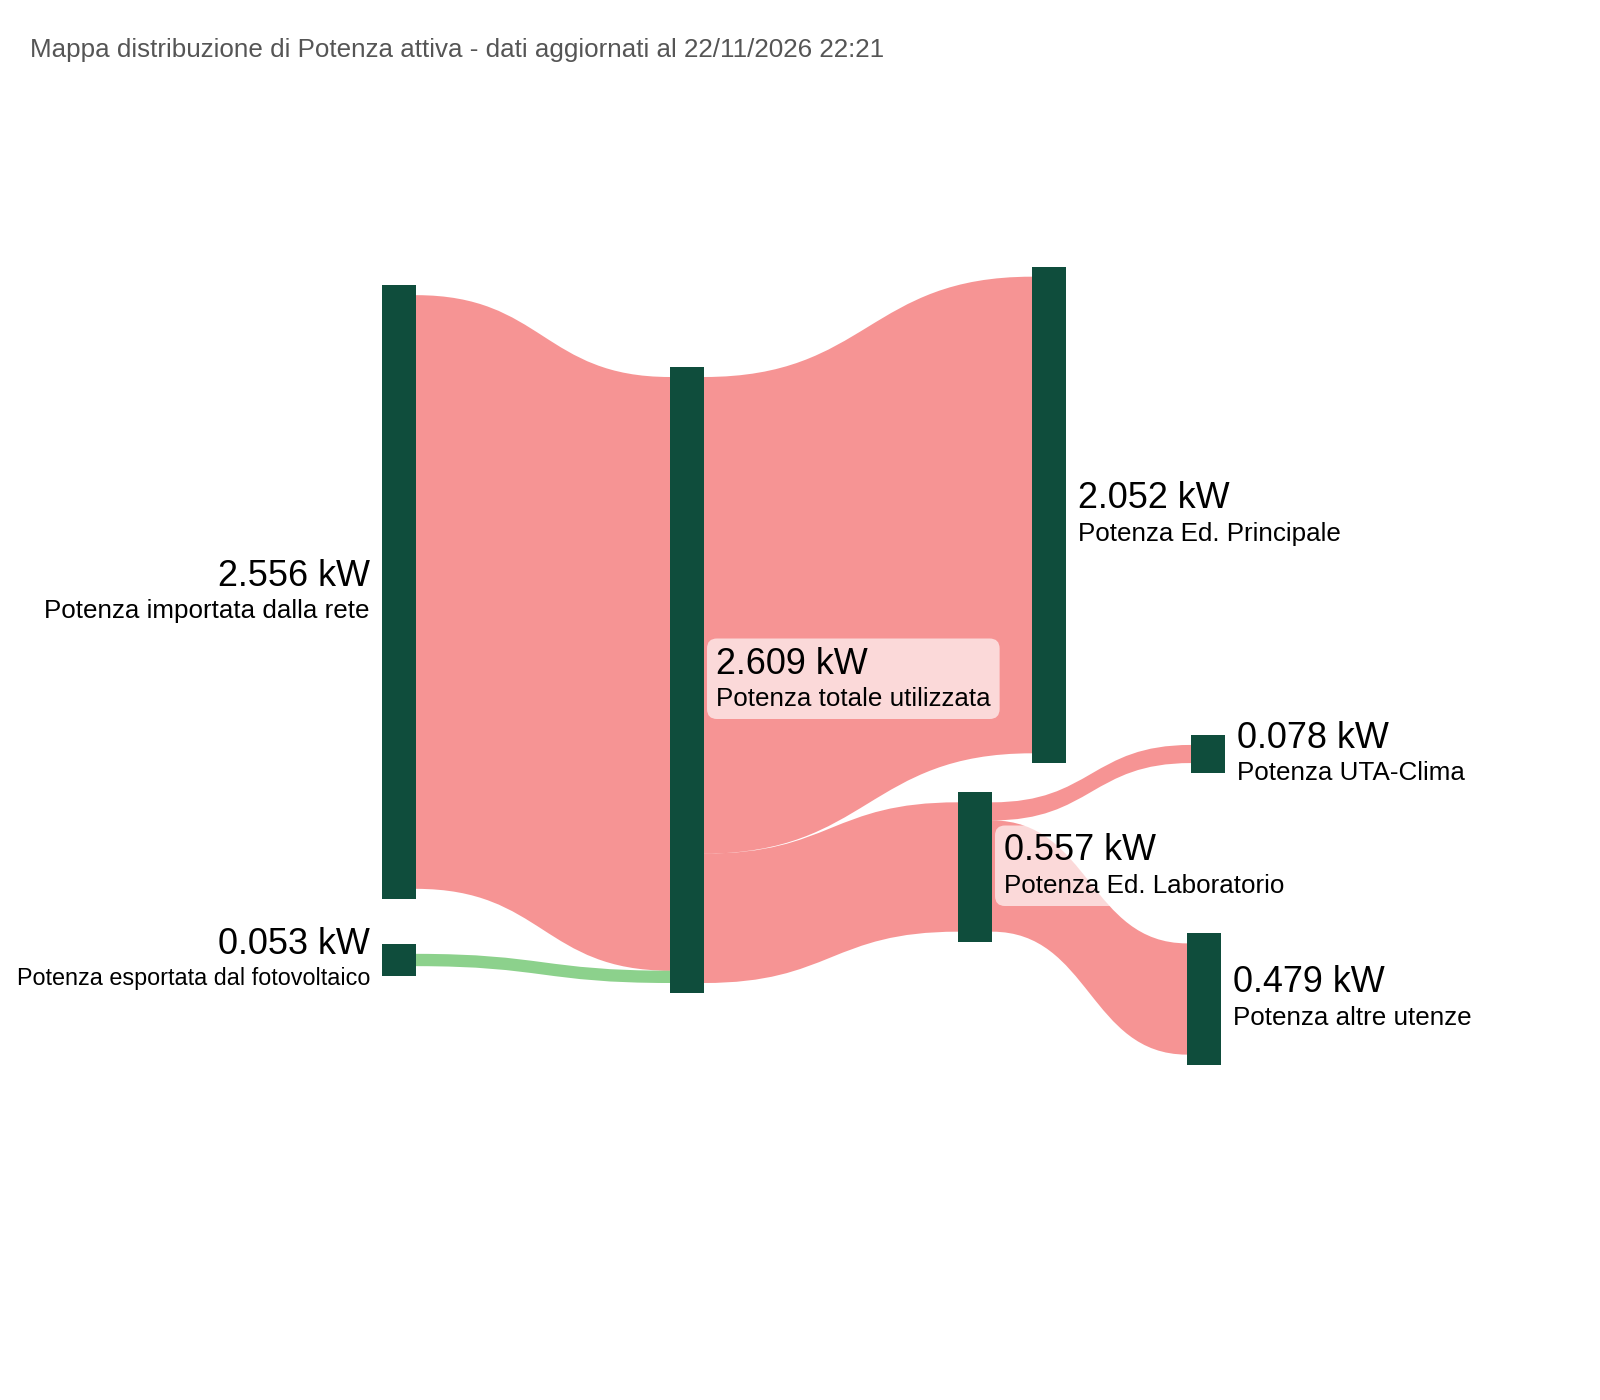 Mappa distribuzione di Potenza attiva - dati aggiornati al 22/11/2026 22:21
2.556 kW
Potenza importata dalla rete
0.053 kW
Potenza esportata dal fotovoltaico
2.609 kW
Potenza totale utilizzata
2.052 kW
Potenza Ed. Principale
0.557 kW
Potenza Ed. Laboratorio
0.078 kW
Potenza UTA-Clima
0.479 kW
Potenza altre utenze